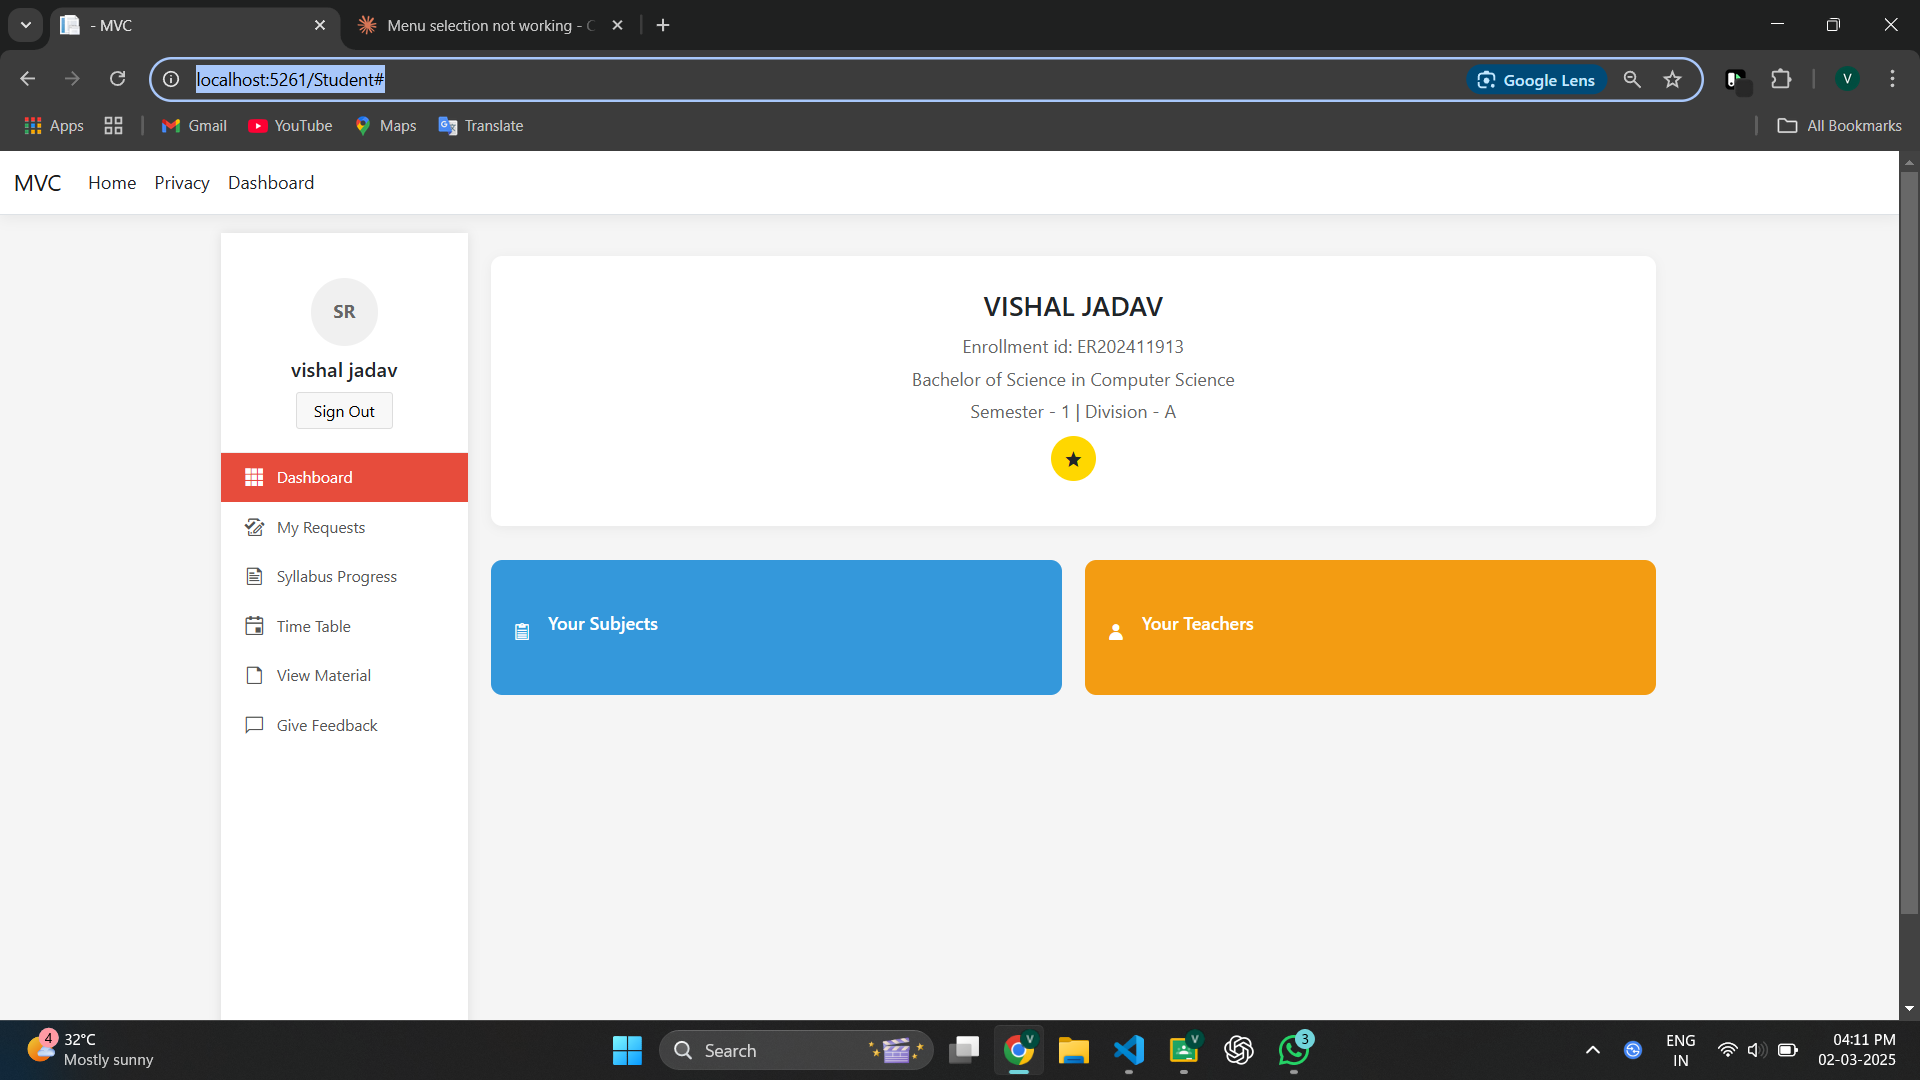 - MVC
Menu selection not working - C
localhost:5261/Student#
Google Lens
V
Apps
Gmail
YouTube
Maps
Translate
All Bookmarks
MVC Home Privacy Dashboard
SR
vishal jadav
Sign Out
Dashboard
My Requests
Syllabus Progress
Time Table
View Material
Give Feedback
VISHAL JADAV
Enrollment id: ER202411913
Bachelor of Science in Computer Science
Semester - 1 | Division - A
Your Subjects
Your Teachers
4
32°C
Mostly sunny
Search
V
V
3
ENG
IN
04:11 PM
02-03-2025